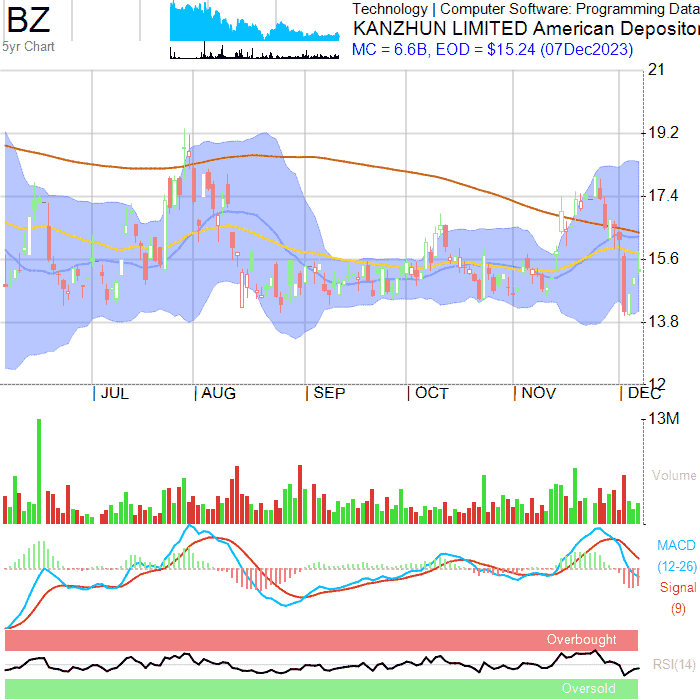 BZ
5yr Chart
Technology | Computer Software: Programming Data
KANZHUN LIMITED American Depositor
MC = 6.6B, EOD = $15.24 (07Dec2023)
21
19.2
17.4
15.6
13.8
12
JUL
AUG
SEP
OCT
NOV
DEC
13M
Volume
MACD
(12-26)
Signal
(9)
Overbought
RSI(14)
Oversold